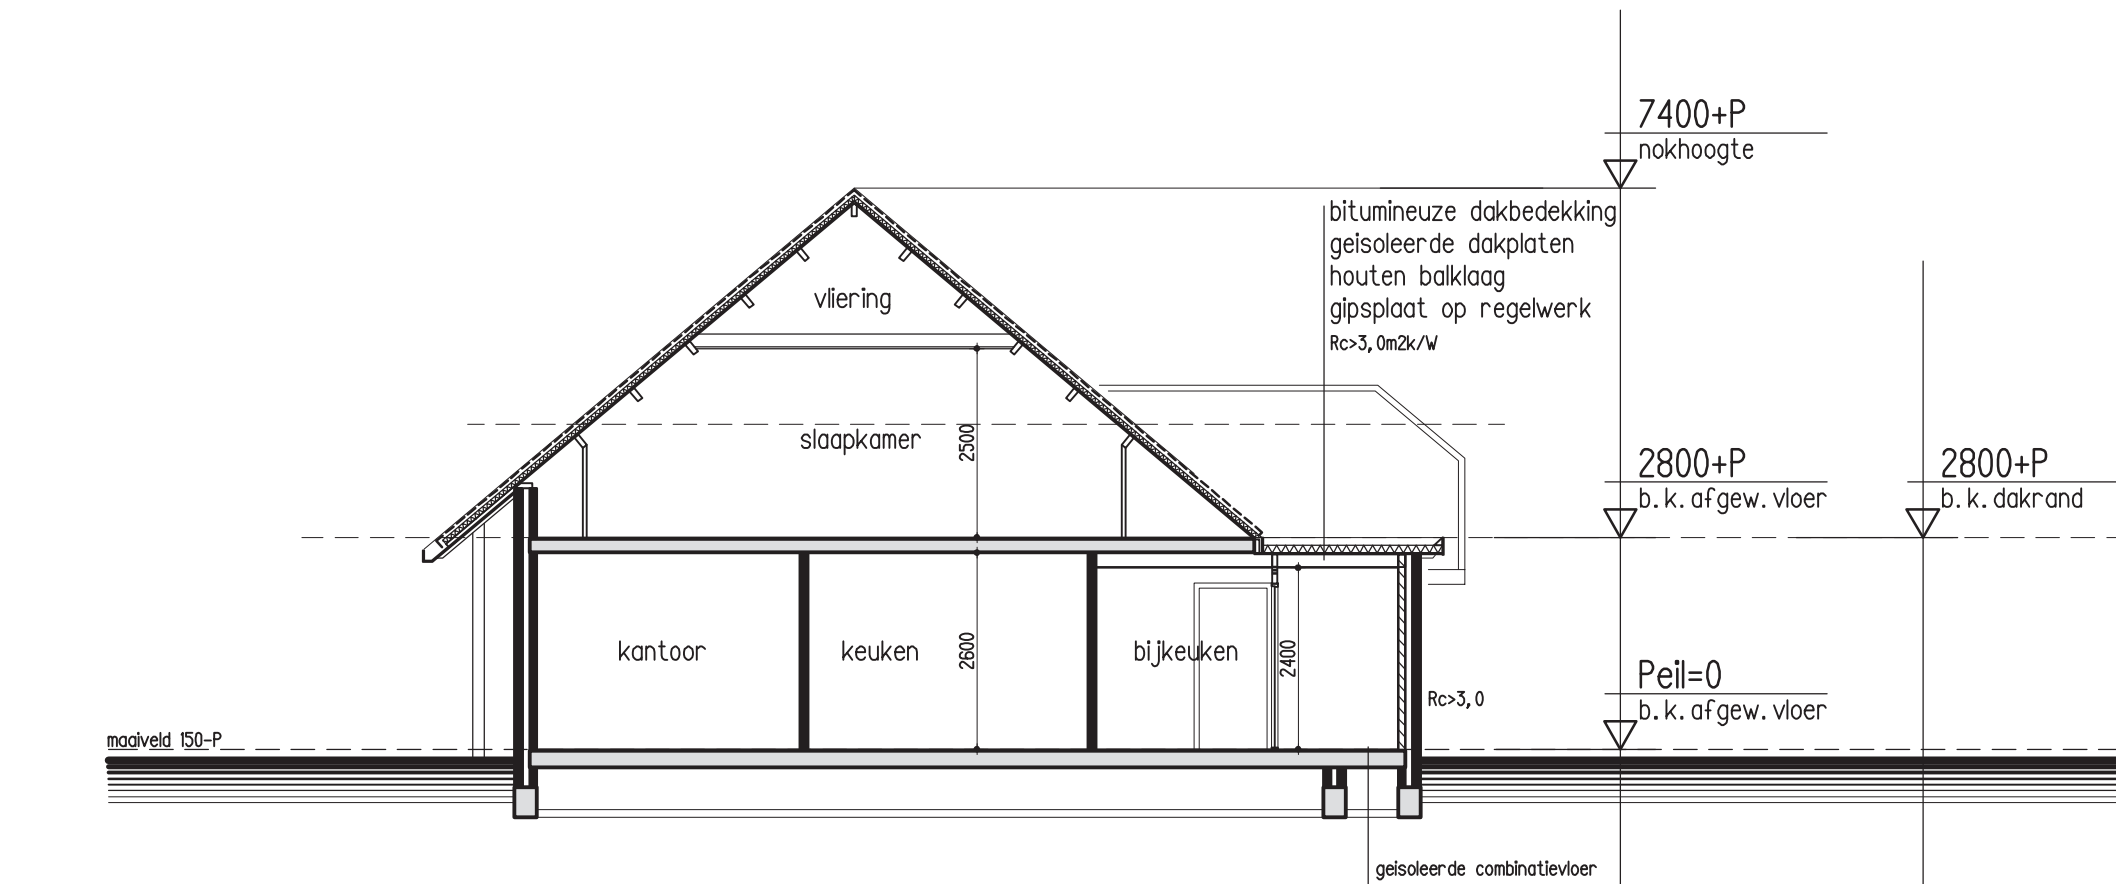 7400+P
nokhoogte
bitumineuze dakbedekking
geisoleerde dakplaten
houten balklaag
gipsplaat op regelwerk
Rc>3,0m2k/W
vliering
slaapkamer
2500
2800+P
b.k.afgew.vloer
2800+P
b.k.dakrand
kantoor
keuken
2600
bijkeuken
2400
Rc>3,0
Peil=0
b.k.afgew.vloer
maaiveld 150-P
geisoleerde combinatievloer